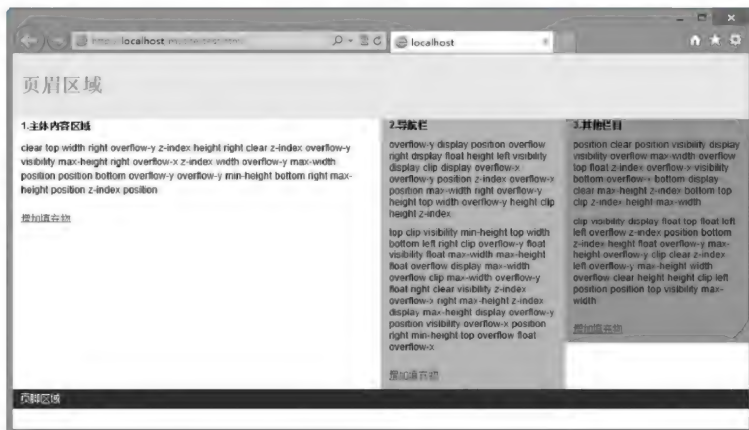 localhost
localhost
页眉区域
1.主体内容区域
clear top width right overflow-y z-index height right clear z-index overflow-y
visibility max-height right overflow-x z-index width overflow-y max-width
position position bottom overflow-y overflow-y min-height bottom right max-
height position z-index position
增加填充物
2.导航栏
overflow-y display position overflow
right display float height left visibility
display clip display overflow-x
overflow-y position z-index overflow-x
position max-width right overflow-y
height top width overflow-y height clip
height z-index
top clip visibility min-height top width
bottom left right clip overflow-y float
visibility float max-width max-height
float overflow display max-width
overflow clip max-width overflow-y
float right clear visibility z-index
overflow-x right max-height z-index
display max-height display overflow-y
position visibility overflow-x position
right min-height top overflow float
overflow-x
增加填充物
3.其他栏目
position clear position visibility display
visibility overflow max-width overflow
top float z-index overflow-x visibility
bottom overflow-x bottom display
clear max-height z-index bottom top
clip z-index height max-width
clip visibility display float top float left
left overflow z-index position bottom
z-index height float overflow-y max-
height overflow-y clip clear z-index
left overflow-y max-height width
overflow clear height height clip left
position position top visibility max-
width
增加填充物
页脚区域